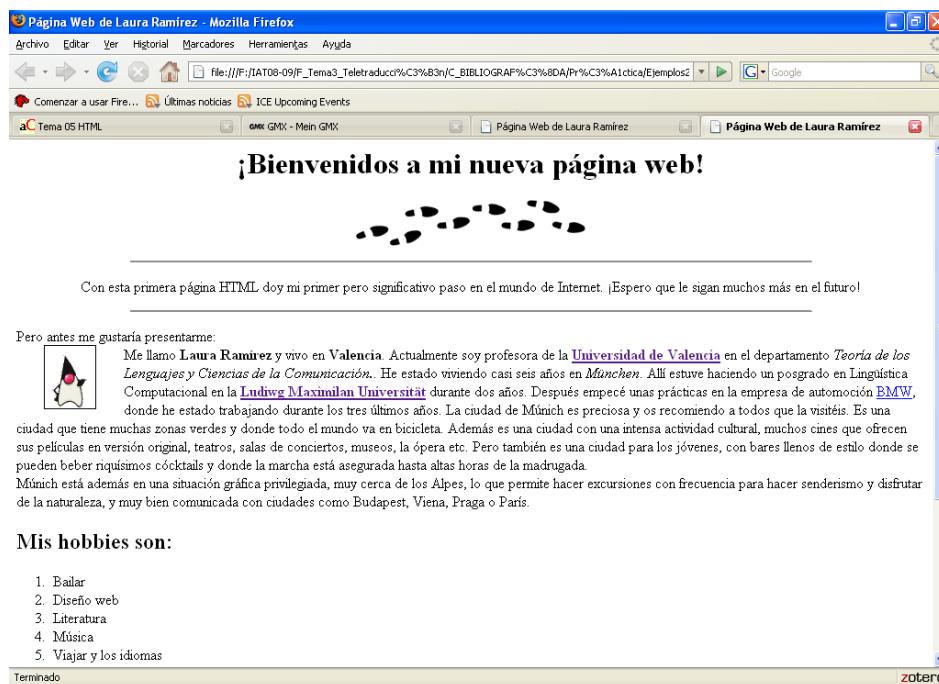 Página Web de Laura Ramírez - Mozilla Firefox
Archivo Editar Ver Historial Marcadores Herramientas Ayuda
file:///F:/IAT08-09/F_Tema3_Teletraducci%C3%B3n/C_BIBLIOGRAF%C3%8DA/Pr%C3%A1ctica/Ejemplos2 G Google
Comenzar a usar Fire... Últimas noticias ICE Upcoming Events
aC Tema 05 HTML GMX GMX - Mein GMX Página Web de Laura Ramírez Página Web de Laura Ramírez
¡Bienvenidos a mi nueva página web!
Con esta primera página HTML doy mi primer pero significativo paso en el mundo de Internet. ¡Espero que le sigan muchos más en el futuro!
Pero antes me gustaría presentarme:
Me llamo Laura Ramírez y vivo en Valencia. Actualmente soy profesora de la Universidad de Valencia en el departamento Teoría de los
Lenguajes y Ciencias de la Comunicación.. He estado viviendo casi seis años en München. Allí estuve haciendo un posgrado en Lingüística
Computacional en la Ludiwg Maximilan Universität durante dos años. Después empecé unas prácticas en la empresa de automoción BMW,
donde he estado trabajando durante los tres últimos años. La ciudad de Múnich es preciosa y os recomiendo a todos que la visitéis. Es una
ciudad que tiene muchas zonas verdes y donde todo el mundo va en bicicleta. Además es una ciudad con una intensa actividad cultural, muchos cines que ofrecen
sus películas en versión original, teatros, salas de conciertos, museos, la ópera etc. Pero también es una ciudad para los jóvenes, con bares llenos de estilo donde se
pueden beber riquísimos cócktails y donde la marcha está asegurada hasta altas horas de la madrugada.
Múnich está además en una situación gráfica privilegiada, muy cerca de los Alpes, lo que permite hacer excursiones con frecuencia para hacer senderismo y disfrutar
de la naturaleza, y muy bien comunicada con ciudades como Budapest, Viena, Praga o París.
Mis hobbies son:
1. Bailar
2. Diseño web
3. Literatura
4. Música
5. Viajar y los idiomas
Terminado zotero